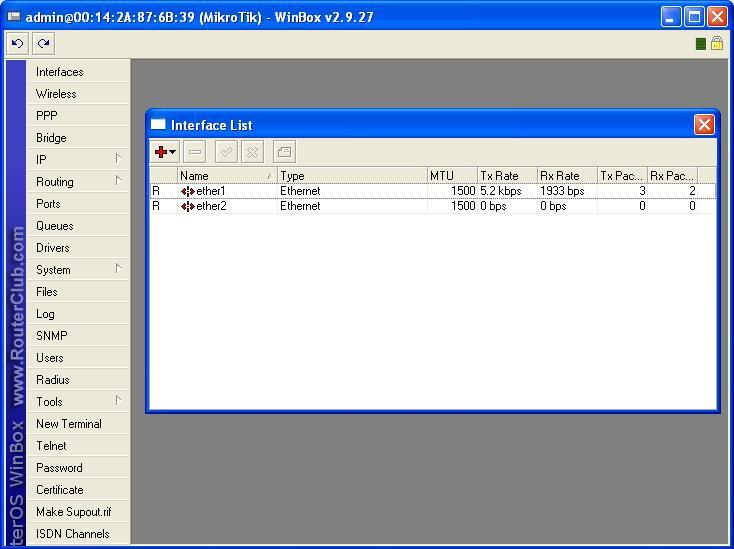 admin@00:14:2A:87:6B:39 (MikroTik) - WinBox v2.9.27
Interfaces
Wireless
PPP
Bridge
IP
Routing
Ports
Queues
Drivers
System
Files
Log
SNMP
Users
Radius
Tools
New Terminal
Telnet
Password
Certificate
Make Supout.rif
ISDN Channels
terOS WinBox www.RouterClub.com
Interface List
Name Type MTU Tx Rate Rx Rate Tx Pac... Rx Pac...
R ether1 Ethernet 1500 5.2 kbps 1933 bps 3 2
R ether2 Ethernet 1500 0 bps 0 bps 0 0